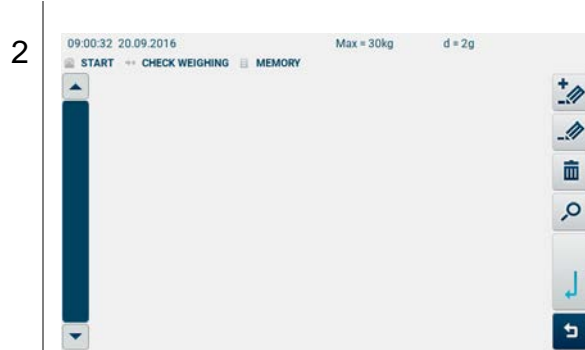 2
09:00:32 20.09.2016 Max = 30kg d = 2g
START CHECK WEIGHING MEMORY